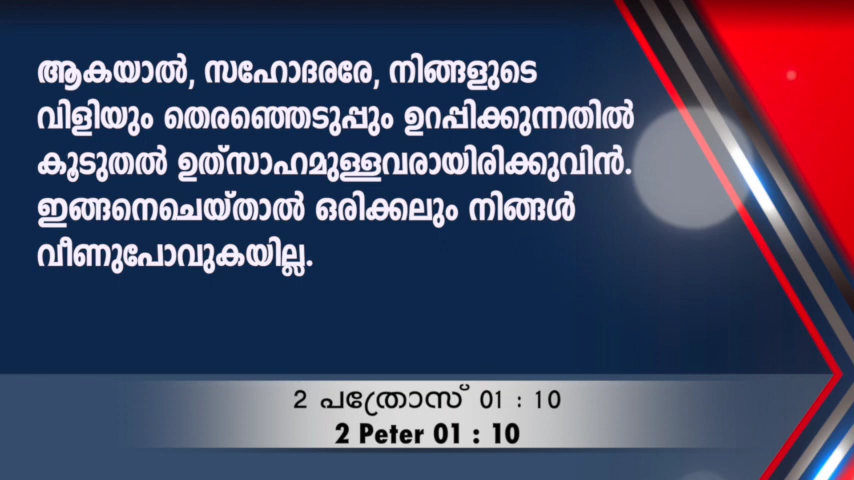 ആകയാൽ, സഹോദരരേ, നിങ്ങളുടെ
വിളിയും തെരഞ്ഞെടുപ്പും ഉറപ്പിക്കുന്നതിൽ
കൂടുതൽ ഉത്സാഹമുള്ളവരായിരിക്കുവിൻ.
ഇങ്ങനെചെയ്താൽ ഒരിക്കലും നിങ്ങൾ
വീണുപോവുകയില്ല.
2 പത്രോസ് 01 : 10
2 Peter 01 : 10